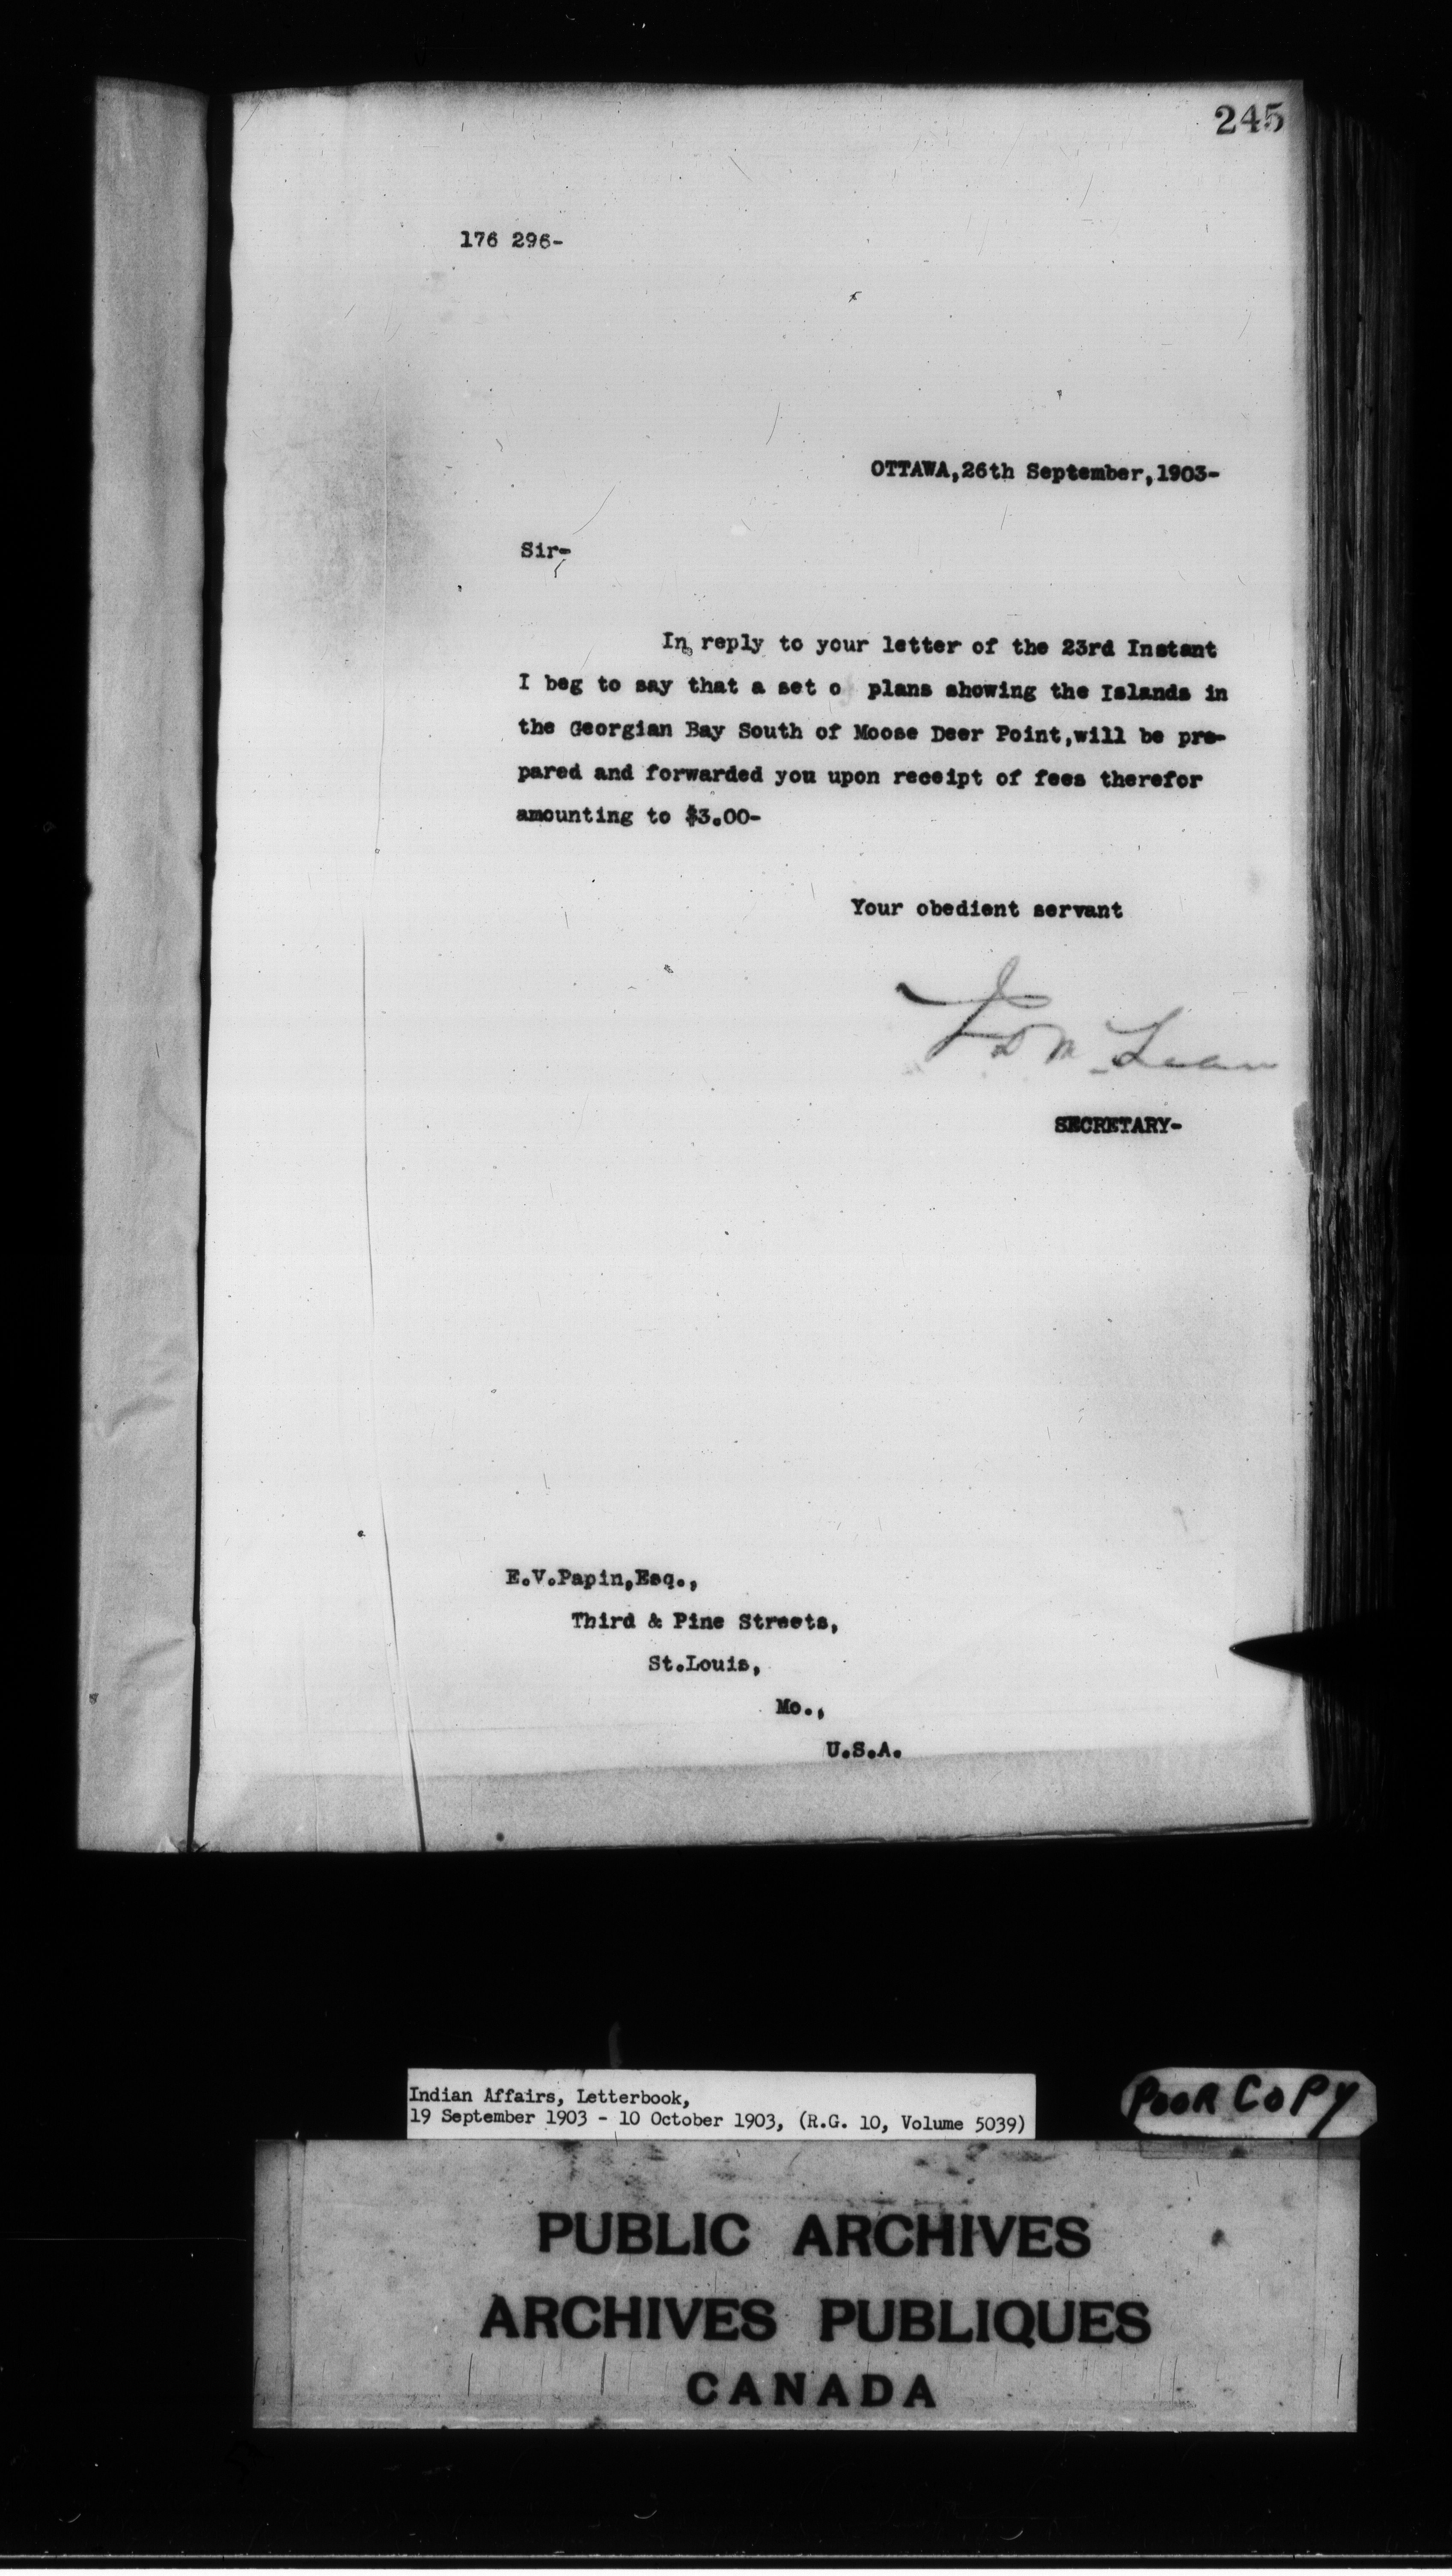 245
176 296-
OTTAWA,26th September,1903-
Sir-
In reply to your letter of the 23rd Instant
I beg to say that a set o plans showing the Islands in
the Georgian Bay South of Moose Deer Point,will be pre-
pared and forwarded you upon receipt of fees therefor
amounting to $3.00-
Your obedient servant
J D McLean
SECRETARY-
E.V.Papin,Esq.,
Third & Pine Streets,
St.Louis,
Mo.,
U.S.A.
Indian Affairs, Letterbook,
19 September 1903 - 10 October 1903, (R.G. 10, Volume 5039)
POOR COPY
PUBLIC ARCHIVES
ARCHIVES PUBLIQUES
CANADA